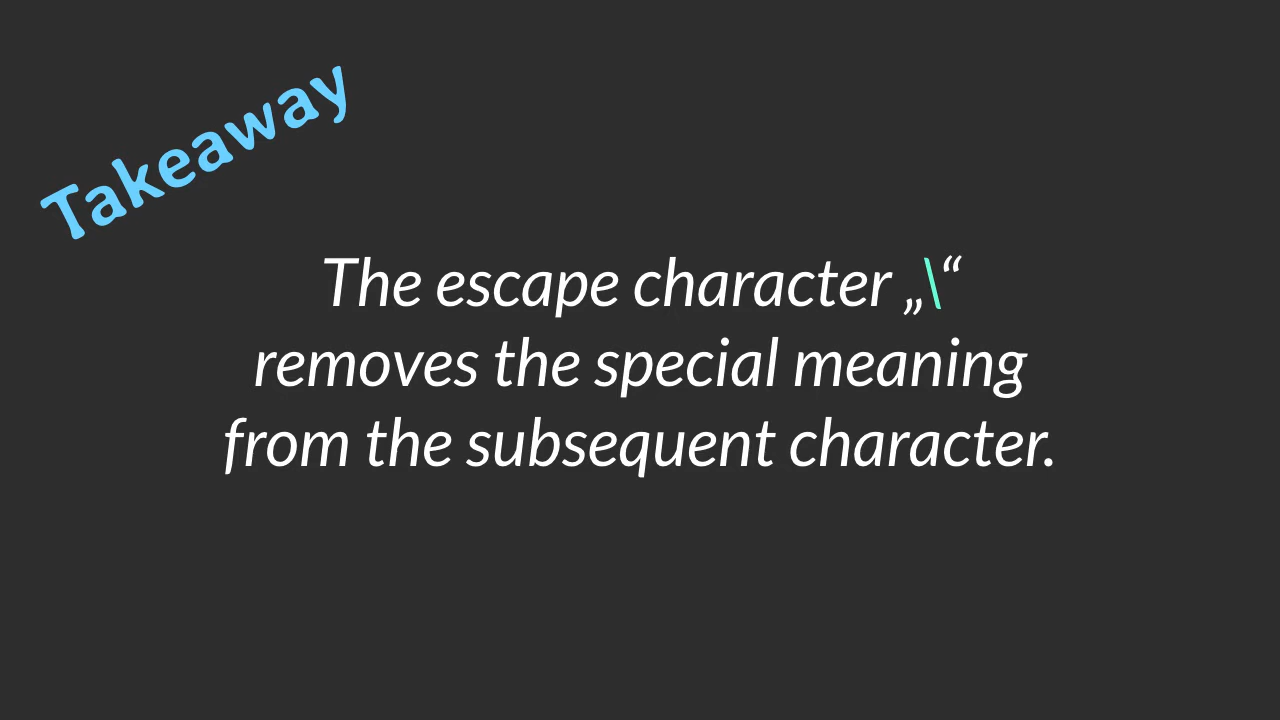 Takeaway
The escape character „\“
removes the special meaning
from the subsequent character.